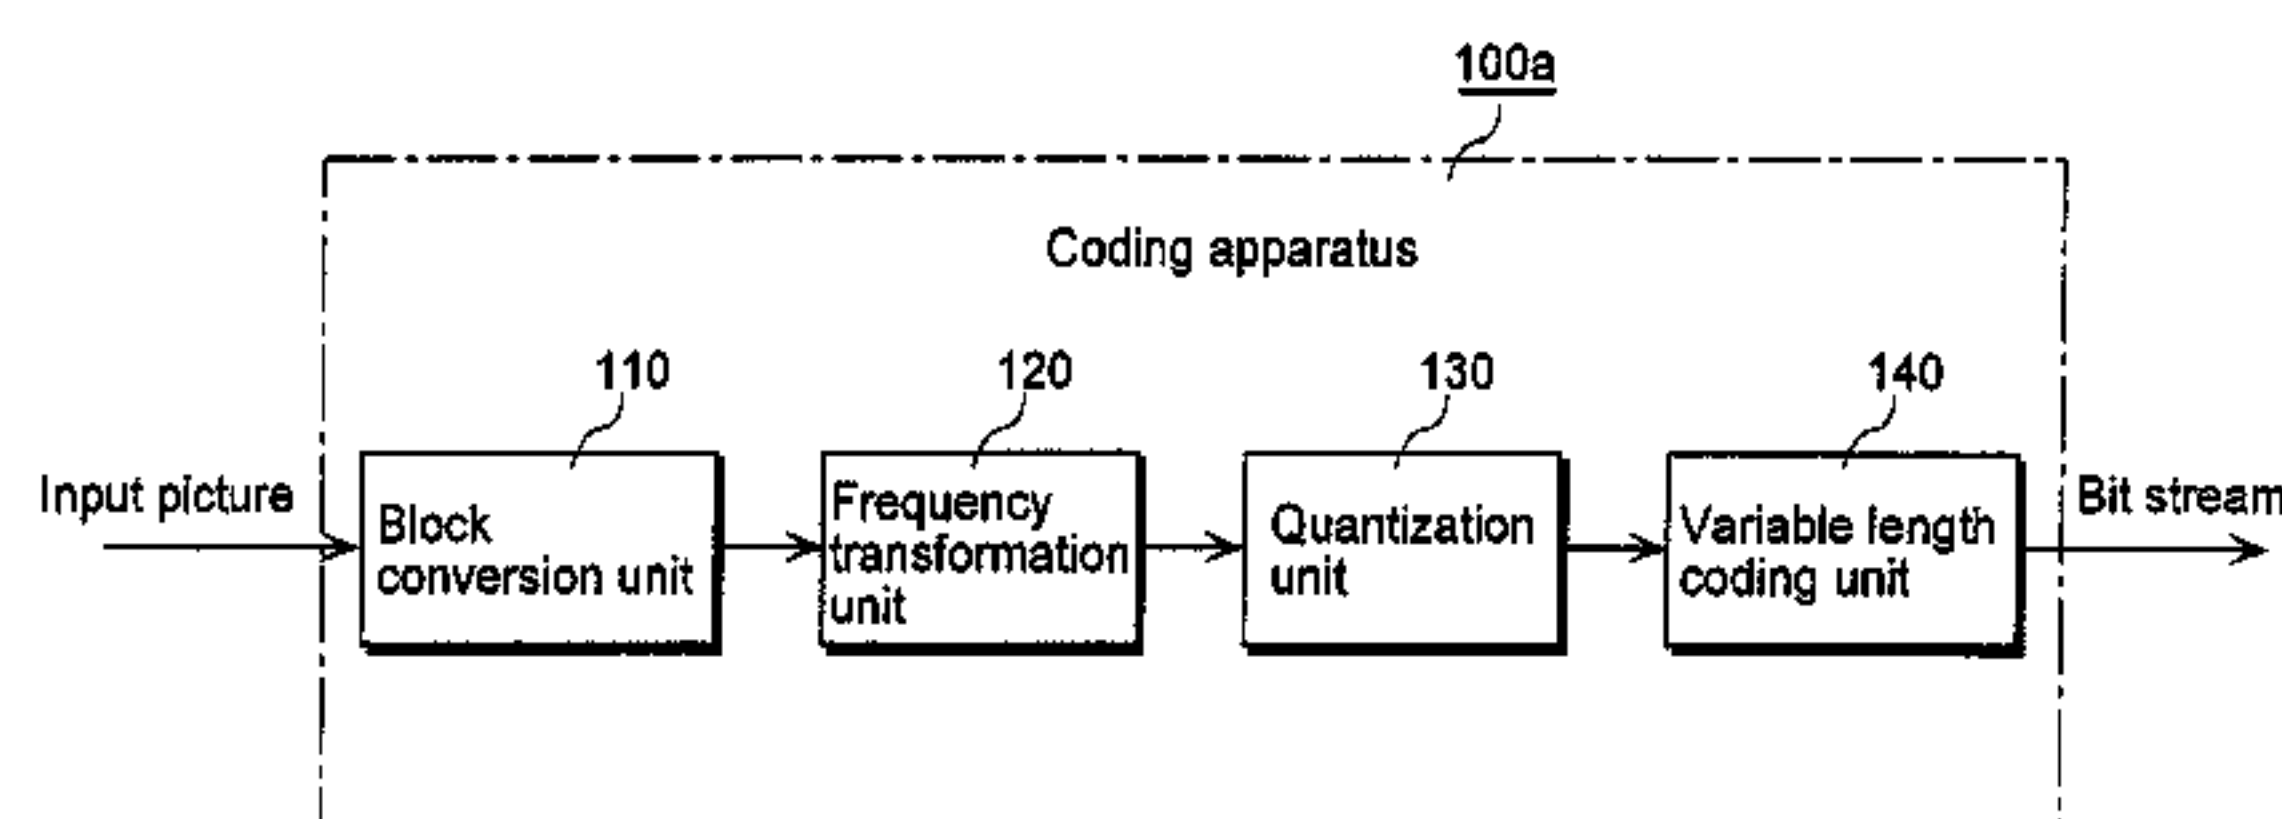 100a
Coding apparatus
110
120
130
140
Input picture
Block
conversion unit
Frequency
transformation
unit
Quantization
unit
Variable length
coding unit
Bit stream